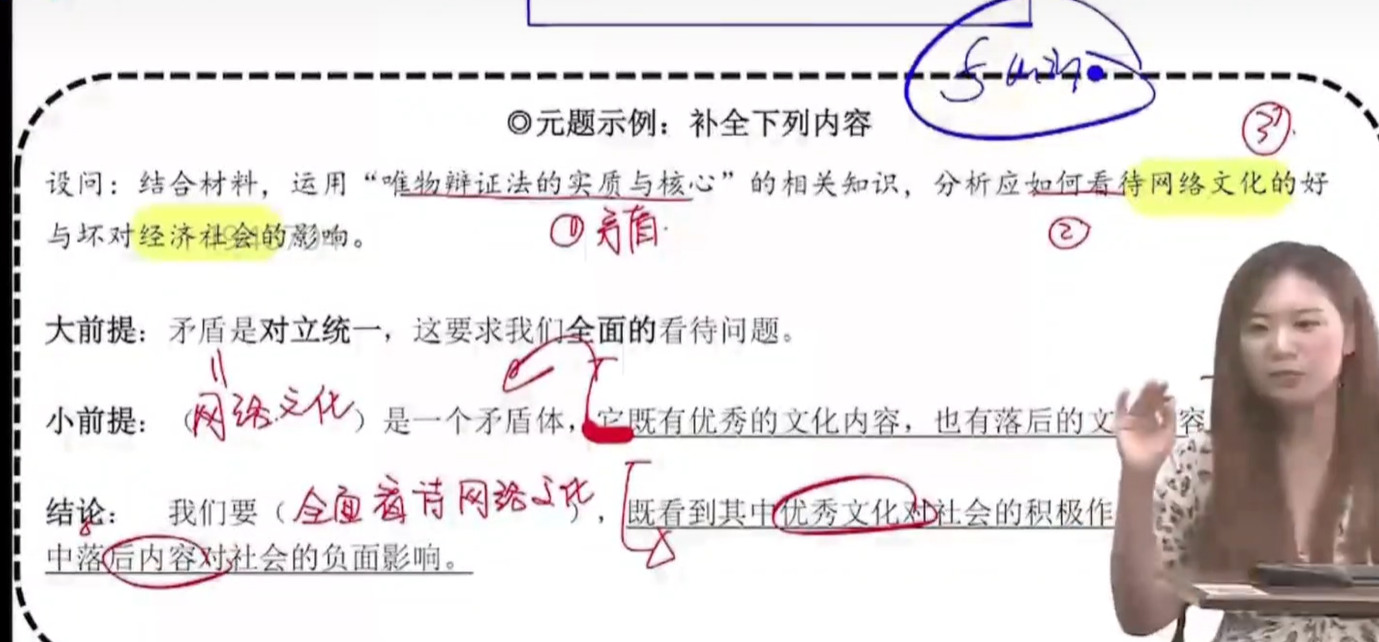 ◎元题示例：补全下列内容
③
设问：结合材料，运用“唯物辩证法的实质与核心”的相关知识，分析应如何看待网络文化的好
与坏对经济社会的影响。
①矛盾
②
大前提：矛盾是对立统一，这要求我们全面的看待问题。
小前提：（网络文化）是一个矛盾体，它既有优秀的文化内容，也有落后的文 容
结论： 我们要（全面看待网络文化），既看到其中优秀文化对社会的积极作
中落后内容对社会的负面影响。